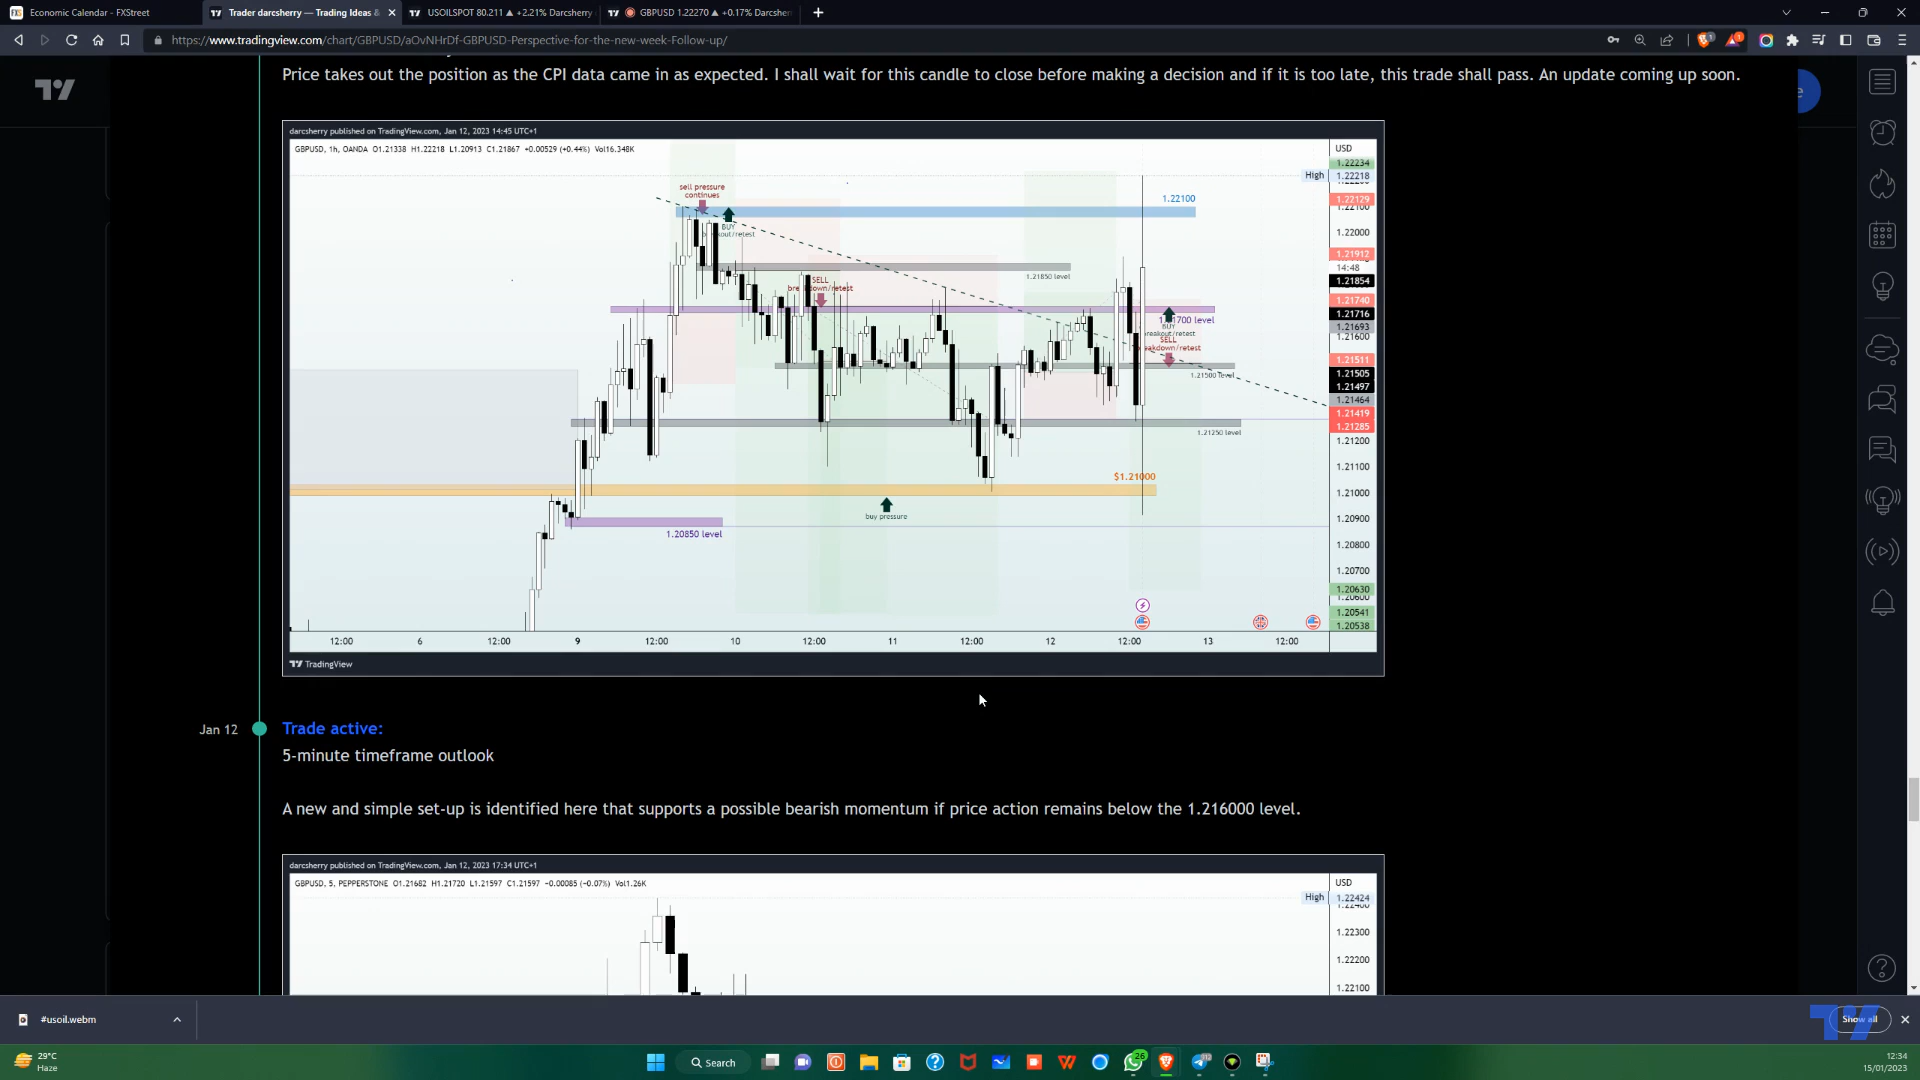 Economic Calendar - FXStreet
Trader darcsherry — Trading Ideas &
USOILSPOT 80.211 ▲ +2.21% Darcsherry
GBPUSD 1.22270 ▲ +0.17% Darcsher
https://www.tradingview.com/chart/GBPUSD/aOvNHrDf-GBPUSD-Perspective-for-the-new-week-Follow-up/
Price takes out the position as the CPI data came in as expected. I shall wait for this candle to close before making a decision and if it is too late, this trade shall pass. An update coming up soon.
darcsherry published on TradingView.com, Jan 12, 2023 14:45 UTC+1
GBPUSD, 1h, OANDA O1.21338 H1.22218 L1.20913 C1.21867 +0.00529 (+0.44%) Vol16.348K
USD
1.22234
High 1.22218
sell pressure
continues
1.22100
1.22129
1.22100
BUY
1.22000
1.21912
14:48
1.21850 level
1.21854
SELL
1.21740
1.21716
1.21693
BUY
1.21600
SELL
1.21511
1.21500 level
1.21505
1.21497
1.21464
1.21419
1.21285
1.21250 level
1.21200
1.21100
$1.21000
1.21000
buy pressure
1.20900
1.20850 level
1.20800
1.20700
1.20630
1.20541
1.20538
12:00 6 12:00 9 12:00 10 12:00 11 12:00 12 12:00 13 12:00
TradingView
Jan 12
Trade active:
5-minute timeframe outlook
A new and simple set-up is identified here that supports a possible bearish momentum if price action remains below the 1.216000 level.
darcsherry published on TradingView.com, Jan 12, 2023 17:34 UTC+1
GBPUSD, 5, PEPPERSTONE O1.21682 H1.21720 L1.21597 C1.21597 −0.00085 (−0.07%) Vol1.26K
USD
High 1.22424
1.22300
1.22200
1.22100
#usoil.webm
Show all
29°C
Haze
Search
26
12:34
15/01/2023